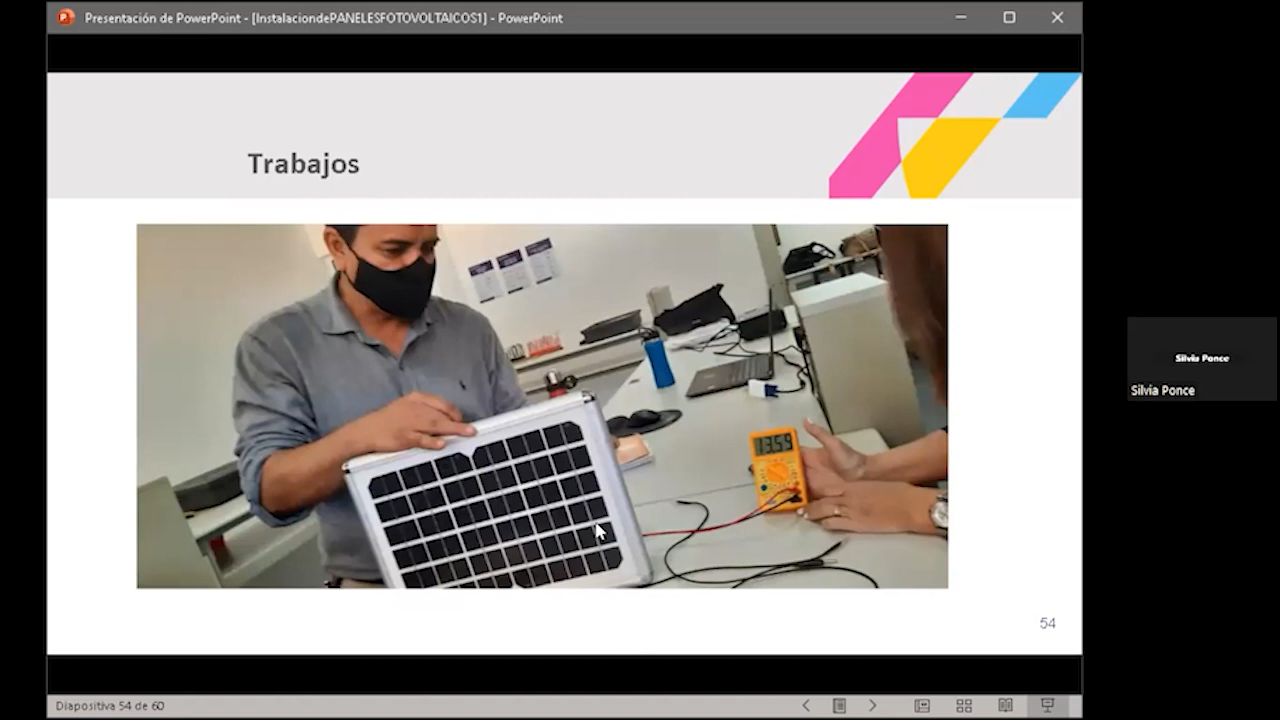 Presentación de PowerPoint - [InstalaciondePANELESFOTOVOLTAICOS1] - PowerPoint
Trabajos
13.59
54
Silvia Ponce
Silvia Ponce
Diapositiva 54 de 60